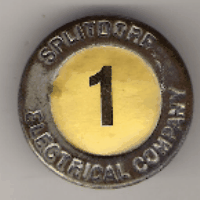 SPLITDORF
1
ELECTRICAL COMPANY